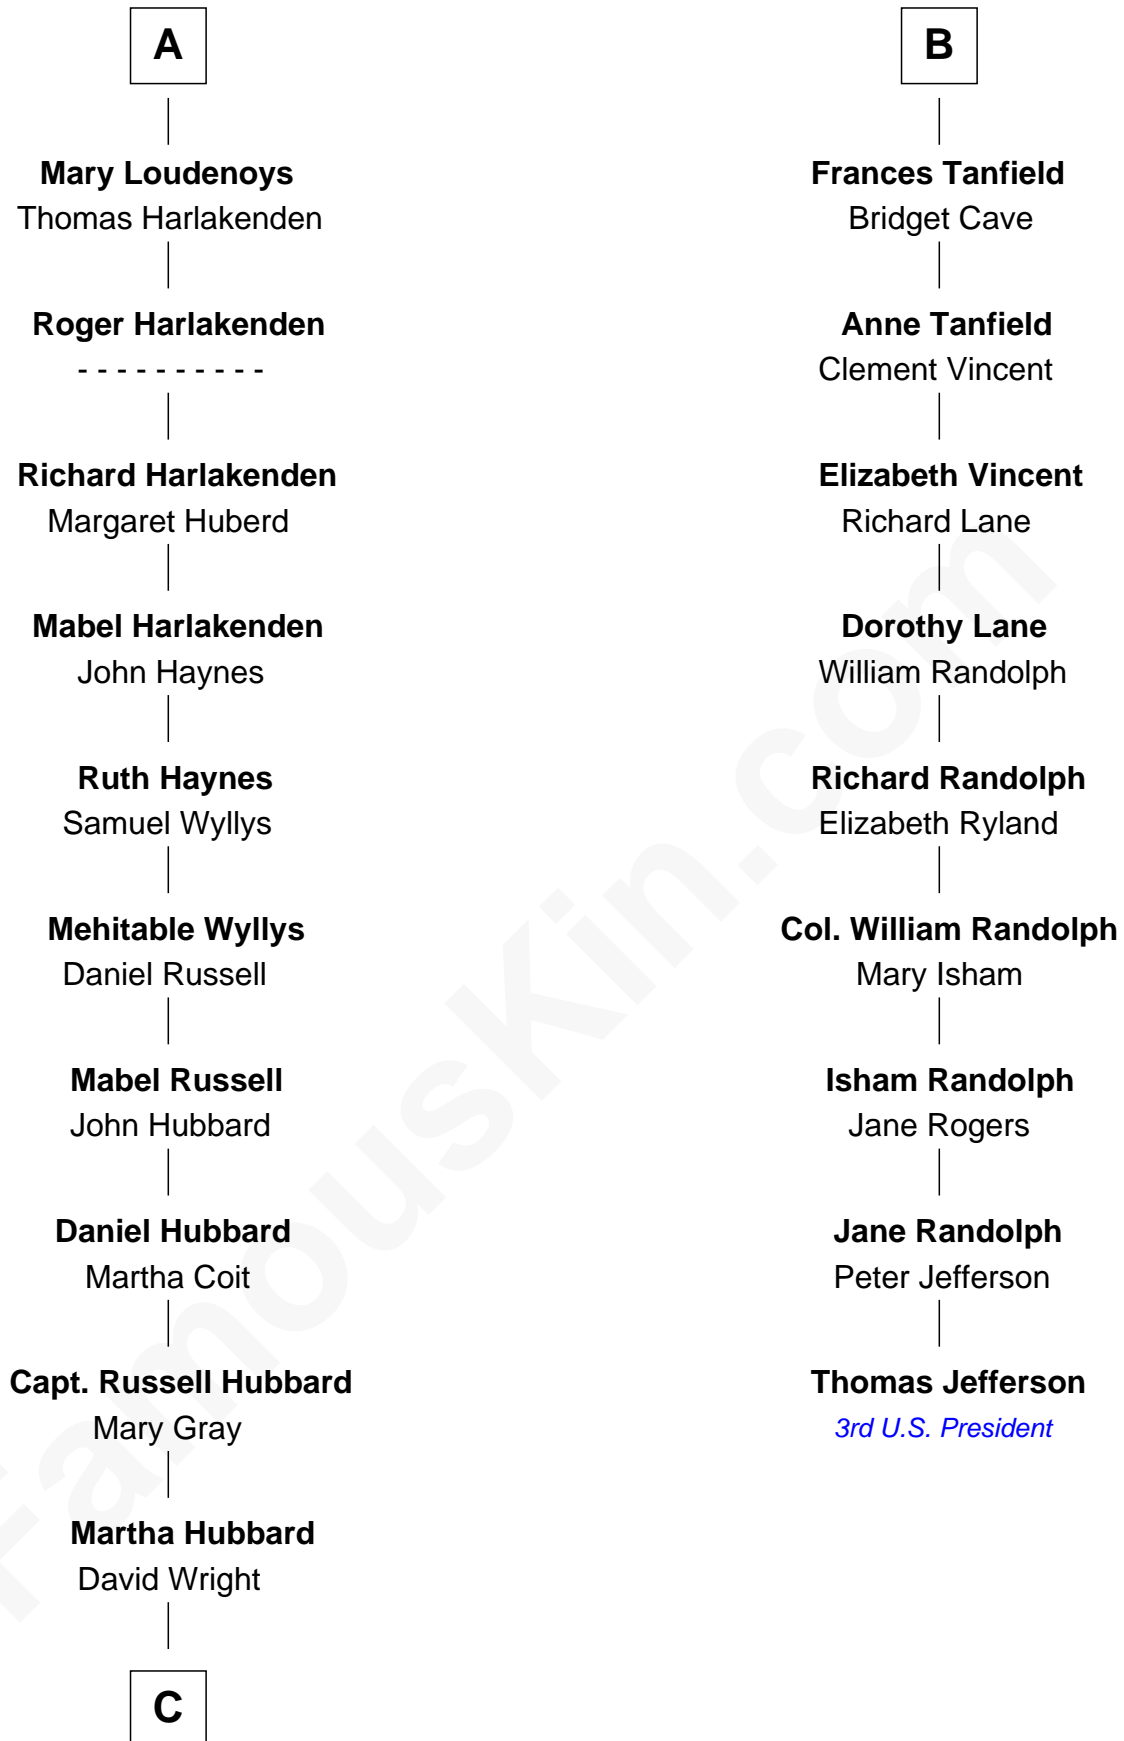 A
Mary Loudenoys
Thomas Harlakenden
Roger Harlakenden
- - - - - - - - - -
Richard Harlakenden
Margaret Huberd
Mabel Harlakenden
John Haynes
Ruth Haynes
Samuel Wyllys
Mehitable Wyllys
Daniel Russell
Mabel Russell
John Hubbard
Daniel Hubbard
Martha Coit
Capt. Russell Hubbard
Mary Gray
Martha Hubbard
David Wright
C
B
Frances Tanfield
Bridget Cave
Anne Tanfield
Clement Vincent
Elizabeth Vincent
Richard Lane
Dorothy Lane
William Randolph
Richard Randolph
Elizabeth Ryland
Col. William Randolph
Mary Isham
Isham Randolph
Jane Rogers
Jane Randolph
Peter Jefferson
Thomas Jefferson
3rd U.S. President
FamousKin.com